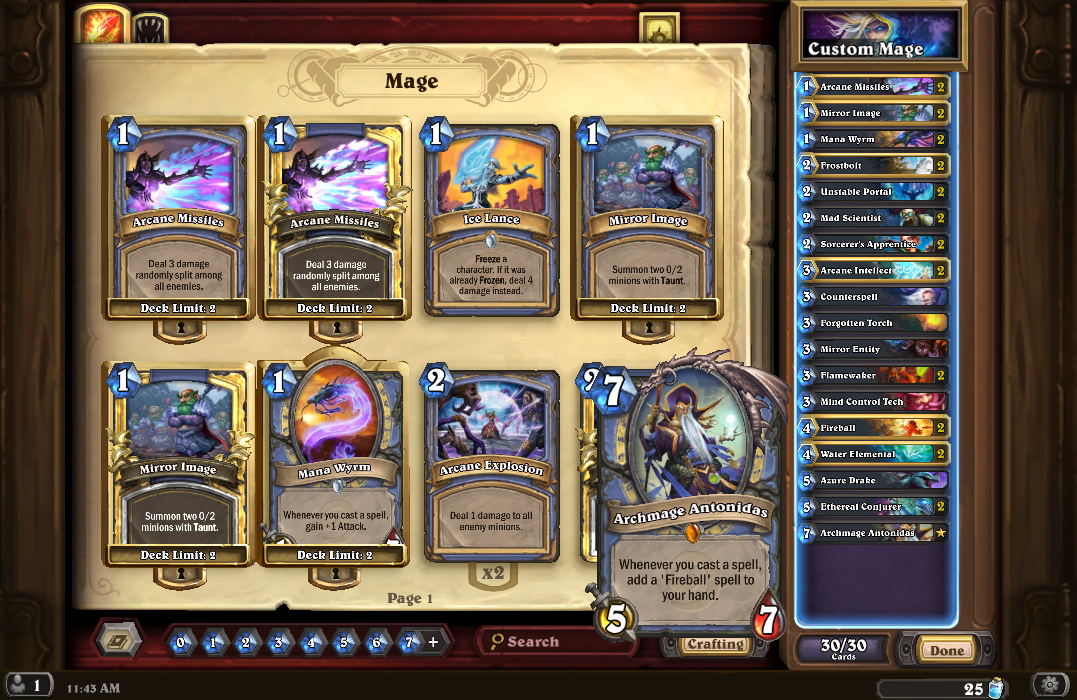 Mage
Custom Mage
1
Arcane Missiles
Deal 3 damage
randomly split among
all enemies.
Deck Limit: 2
1
Arcane Missiles
Deal 3 damage
randomly split among
all enemies.
Deck Limit: 2
1
Ice Lance
Freeze a
character. If it was
already Frozen, deal 4
damage instead.
1
Mirror Image
Summon two 0/2
minions with Taunt.
Deck Limit: 2
1
Mirror Image
Summon two 0/2
minions with Taunt.
Deck Limit: 2
1
Mana Wyrm
Whenever you cast a spell,
gain +1 Attack.
Deck Limit: 2
2
Arcane Explosion
Deal 1 damage to all
enemy minions.
x2
7
Archmage Antonidas
Whenever you cast a spell,
add a 'Fireball' spell to
your hand.
5 7
Page 1
1 Arcane Missiles 2
1 Mirror Image 2
1 Mana Wyrm 2
2 Frostbolt 2
2 Unstable Portal 2
2 Mad Scientist 2
2 Sorcerer's Apprentice 2
3 Arcane Intellect 2
3 Counterspell
3 Forgotten Torch
3 Mirror Entity
3 Flamewaker 2
3 Mind Control Tech 2
4 Fireball 2
4 Water Elemental 2
5 Azure Drake
5 Ethereal Conjurer 2
7 Archmage Antonidas
0 1 2 3 4 5 6 7 +
Search
Crafting
30/30
Cards
Done
1
11:43 AM
25